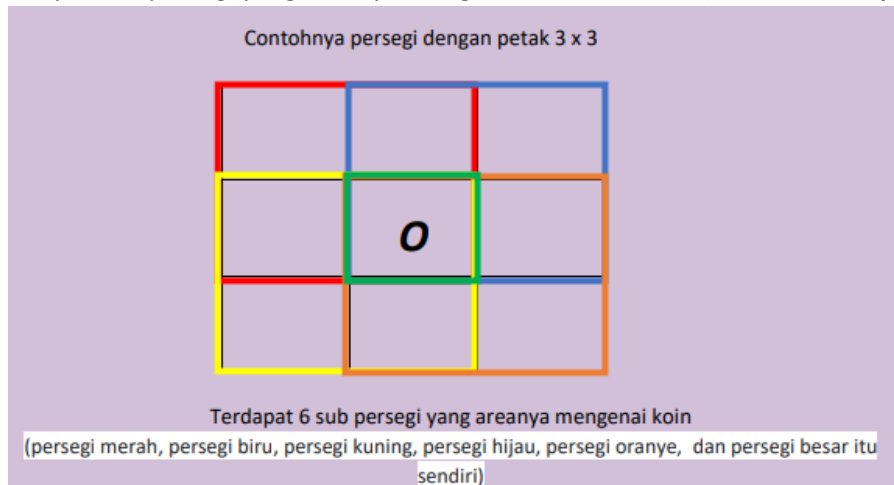 Contohnya persegi dengan petak 3 x 3
O
Terdapat 6 sub persegi yang areanya mengenai koin
(persegi merah, persegi biru, persegi kuning, persegi hijau, persegi oranye, dan persegi besar itu
sendiri)